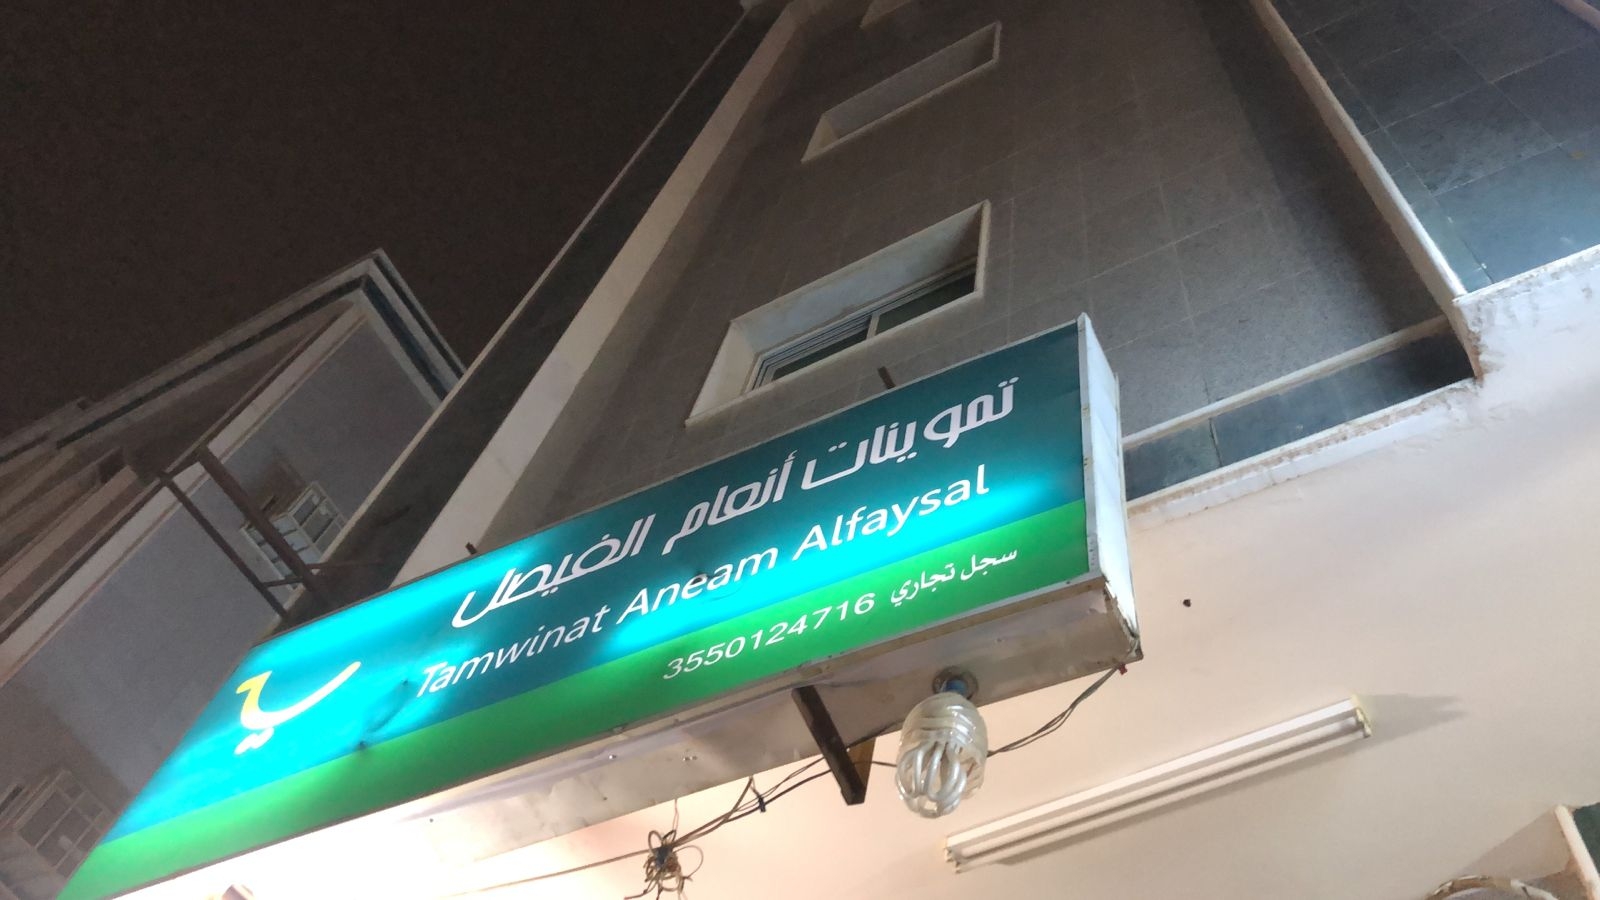 تموينات أنعام الفيصل
Tamwinat Aneam Alfaysal
سجل تجاري 3550124716